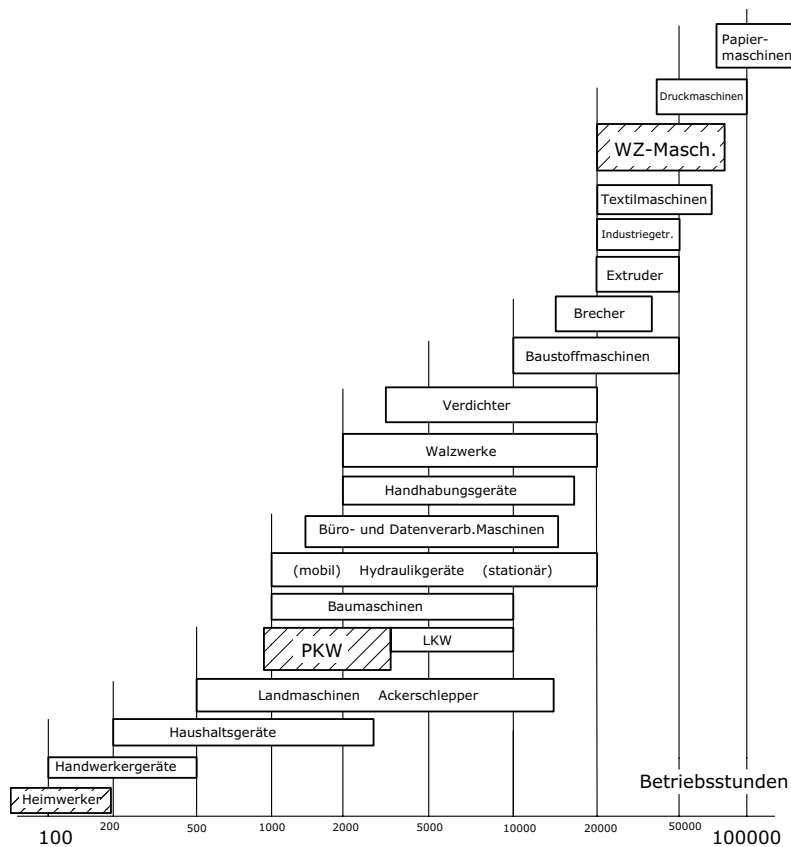 Papier-
maschinen
Druckmaschinen
WZ-Masch.
Textilmaschinen
Industriegetr.
Extruder
Brecher
Baustoffmaschinen
Verdichter
Walzwerke
Handhabungsgeräte
Büro- und Datenverarb.Maschinen
(mobil) Hydraulikgeräte (stationär)
Baumaschinen
PKW LKW
Landmaschinen Ackerschlepper
Haushaltsgeräte
Handwerkergeräte
Betriebsstunden
Heimwerker
100 200 500 1000 2000 5000 10000 20000 50000 100000